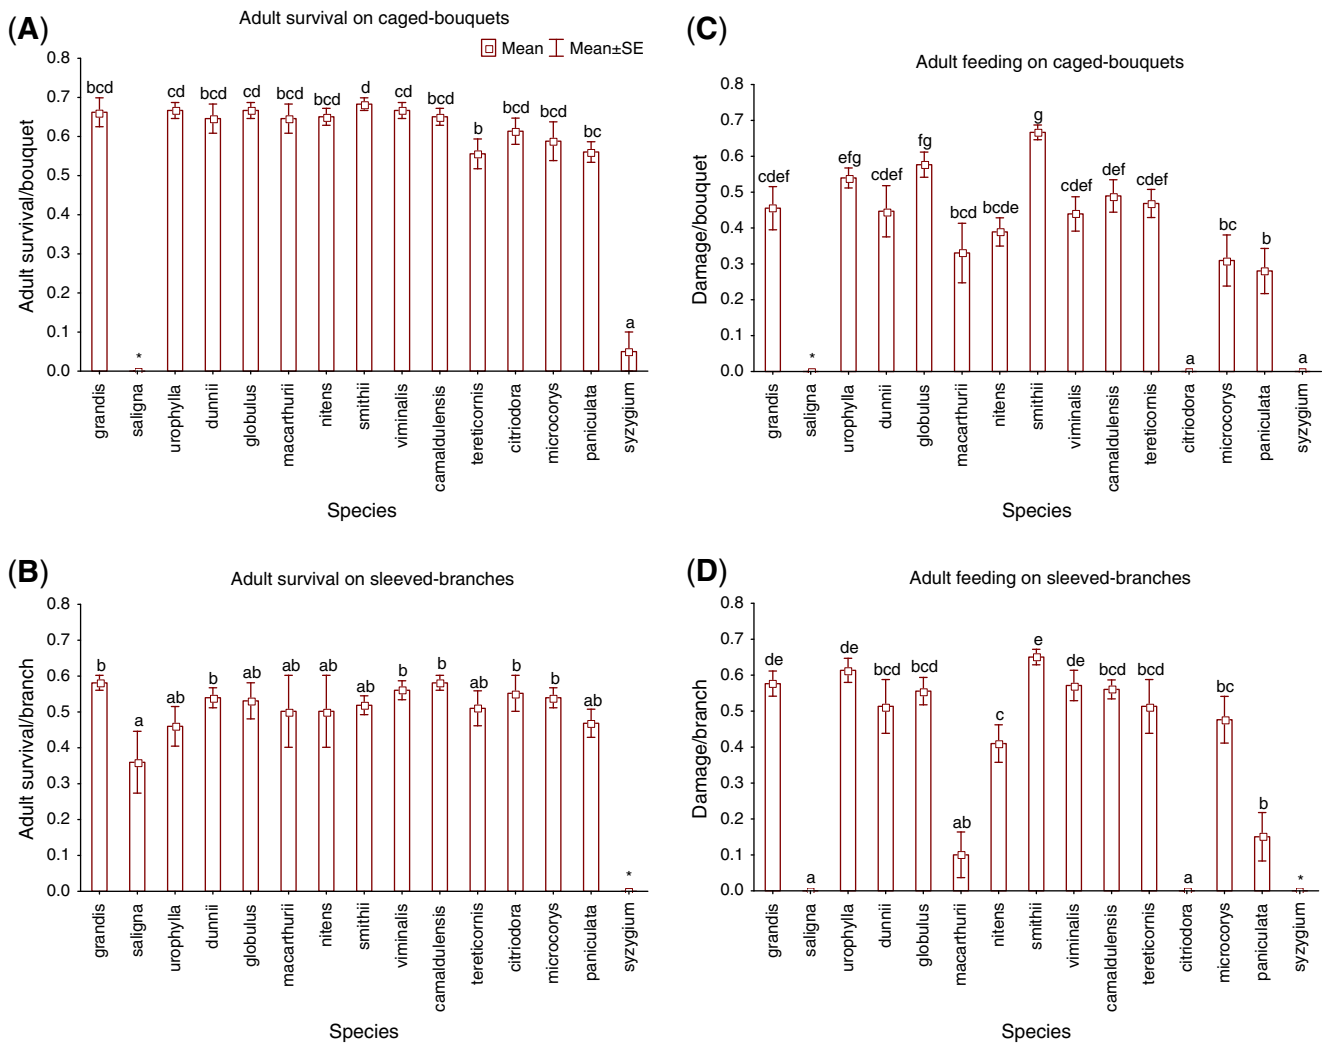 (A)
Adult survival on caged-bouquets
Mean Mean±SE
Adult survival/bouquet
0.8
0.7
0.6
0.5
0.4
0.3
0.2
0.1
0.0
bcd * cd bcd cd bcd bcd d cd bcd b bcd bcd bc a
grandis
saligna
urophylla
dunnii
globulus
macarthurii
nitens
smithii
viminalis
camaldulensis
tereticornis
citriodora
microcorys
paniculata
syzygium
Species
(B)
Adult survival on sleeved-branches
Adult survival/branch
0.8
0.7
0.6
0.5
0.4
0.3
0.2
0.1
0.0
b a ab b ab ab ab ab b b ab b b ab *
grandis
saligna
urophylla
dunnii
globulus
macarthurii
nitens
smithii
viminalis
camaldulensis
tereticornis
citriodora
microcorys
paniculata
syzygium
Species
(C)
Adult feeding on caged-bouquets
Damage/bouquet
0.8
0.7
0.6
0.5
0.4
0.3
0.2
0.1
0.0
cdef * efg cdef fg bcd bcde g cdef def cdef a bc b a
grandis
saligna
urophylla
dunnii
globulus
macarthurii
nitens
smithii
viminalis
camaldulensis
tereticornis
citriodora
microcorys
paniculata
syzygium
Species
(D)
Adult feeding on sleeved-branches
Damage/branch
0.8
0.7
0.6
0.5
0.4
0.3
0.2
0.1
0.0
de a de bcd bcd ab c e de bcd bcd a bc b *
grandis
saligna
urophylla
dunnii
globulus
macarthurii
nitens
smithii
viminalis
camaldulensis
tereticornis
citriodora
microcorys
paniculata
syzygium
Species